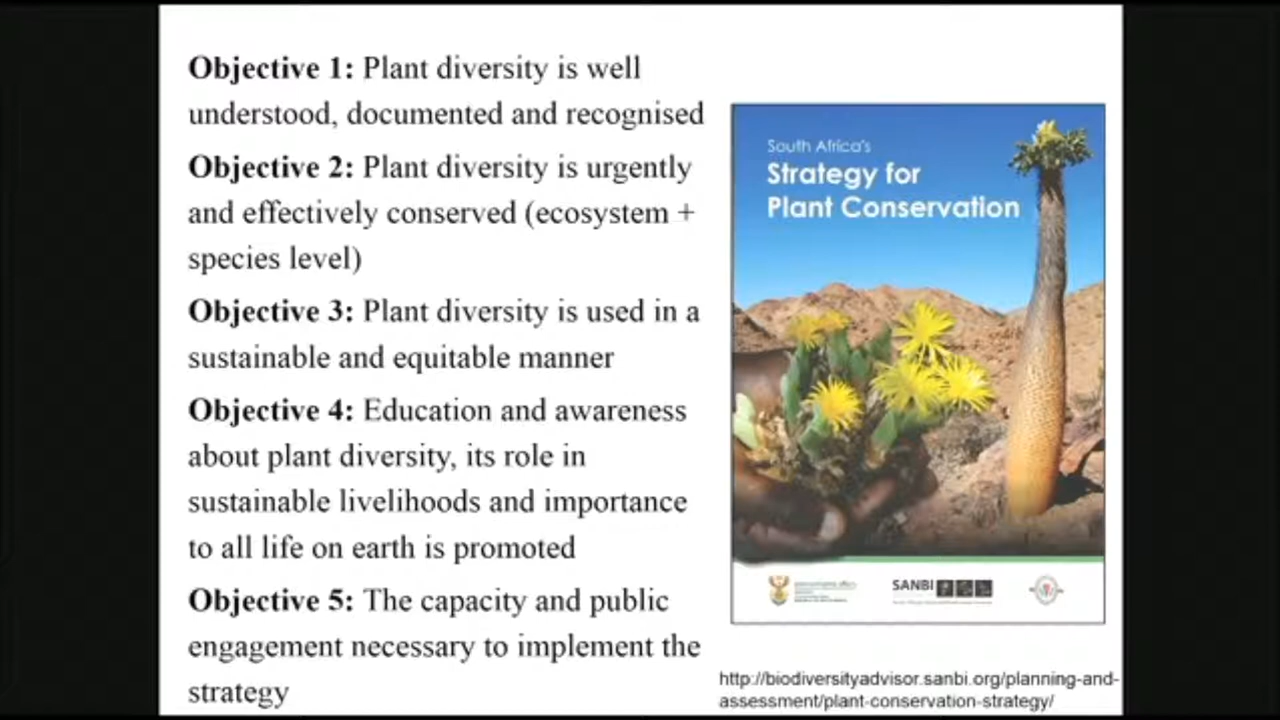 Objective 1: Plant diversity is well
understood, documented and recognised
Objective 2: Plant diversity is urgently
and effectively conserved (ecosystem +
species level)
Objective 3: Plant diversity is used in a
sustainable and equitable manner
Objective 4: Education and awareness
about plant diversity, its role in
sustainable livelihoods and importance
to all life on earth is promoted
Objective 5: The capacity and public
engagement necessary to implement the
strategy
South Africa's
Strategy for
Plant Conservation
SANBI
http://biodiversityadvisor.sanbi.org/planning-and-
assessment/plant-conservation-strategy/